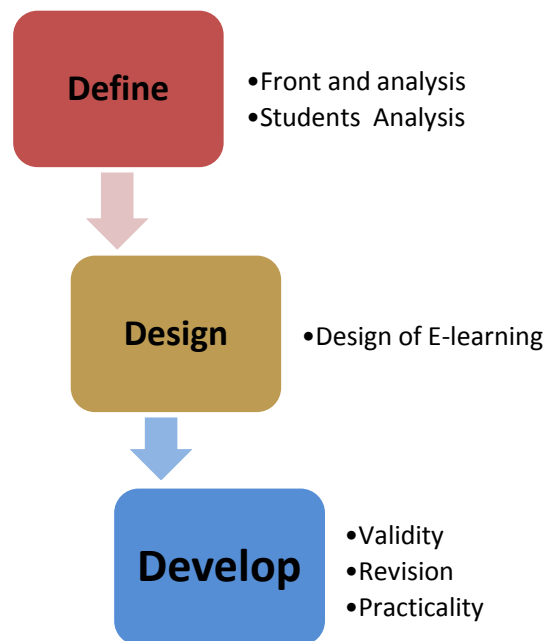 Define
•Front and analysis
•Students Analysis
Design
•Design of E-learning
Develop
•Validity
•Revision
•Practicality